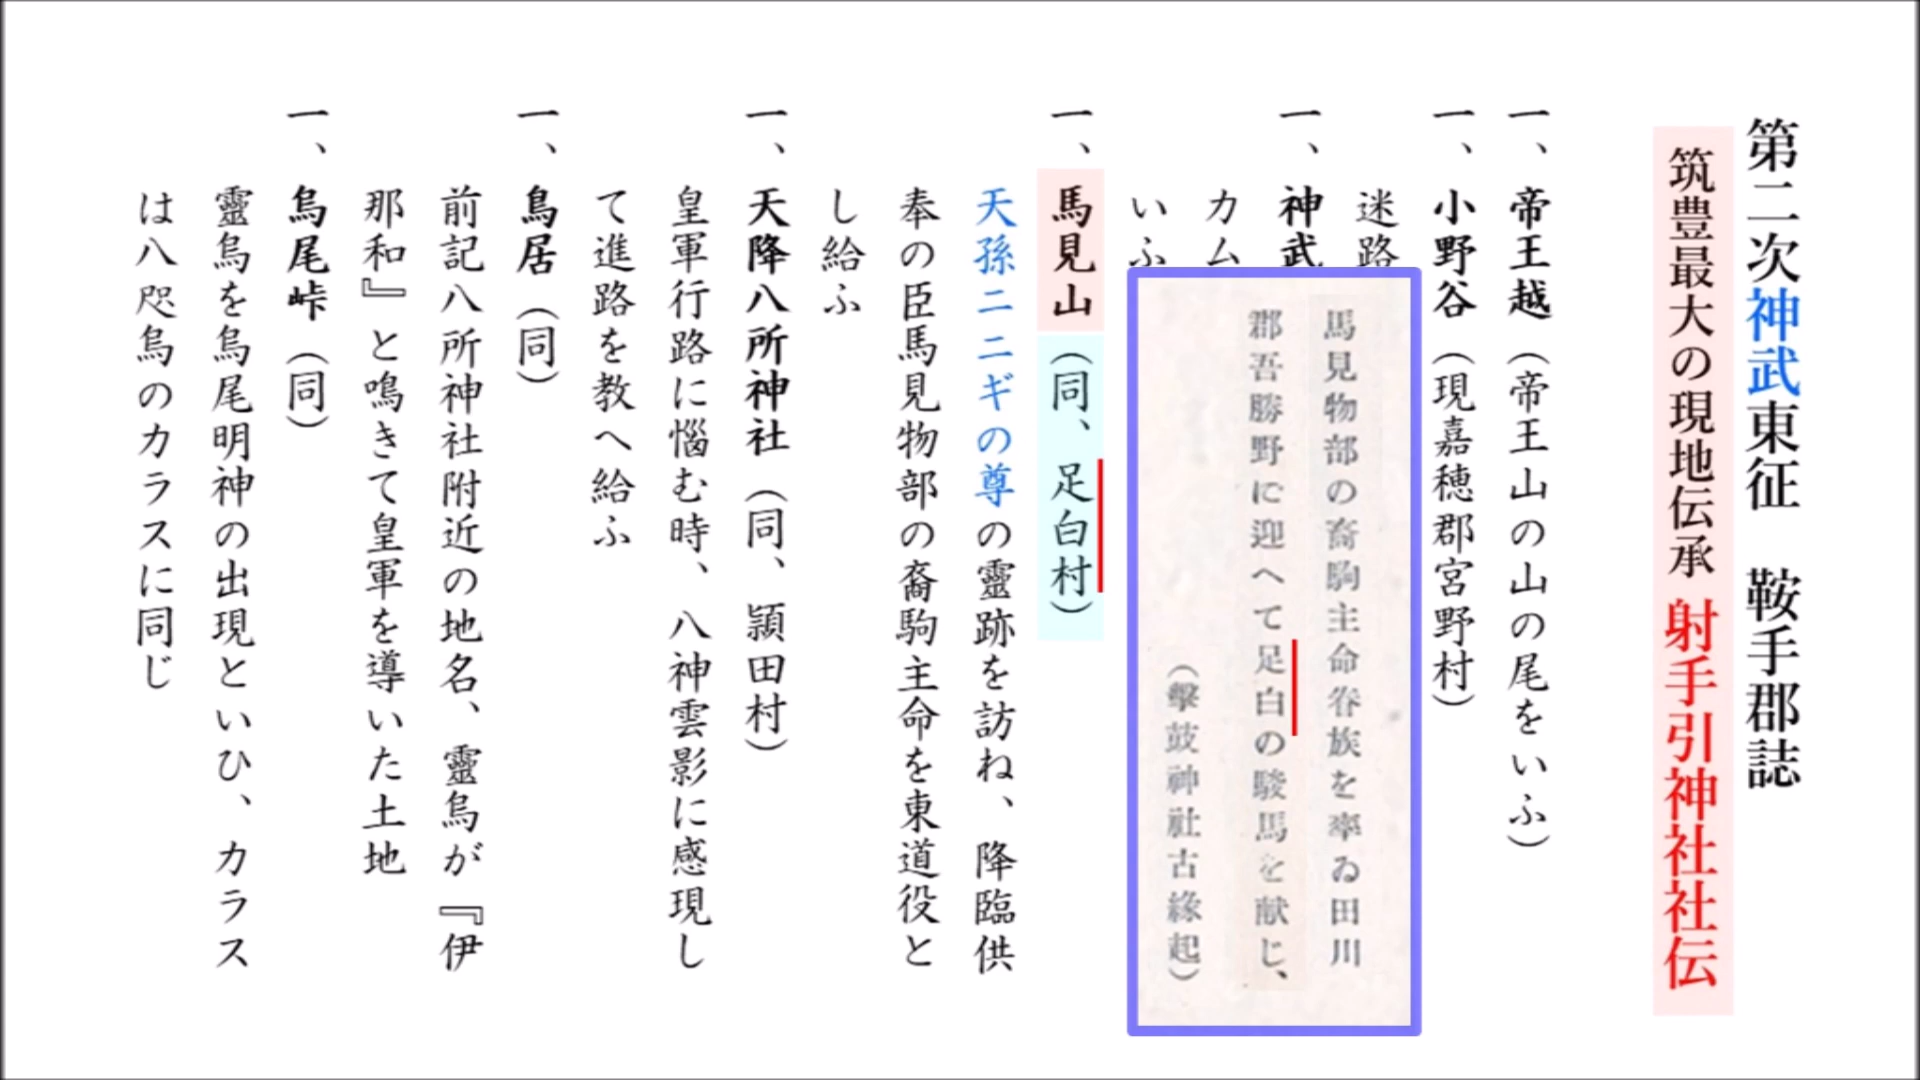 第二次神武東征　鞍手郡誌
筑豊最大の現地伝承 射手引神社社伝
一、帝王越（帝王山の山の尾をいふ）
一、小野谷（現嘉穂郡宮野村）
迷路
一、神武
カム
いふ
馬見物部の裔駒主命眷族を率ゐ田川
郡吾勝野に迎へて足白の駿馬を献じ、
（撃鼓神社古縁起）
一、馬見山（同、足白村）
天孫ニニギの尊の靈跡を訪ね、降臨供
奉の臣馬見物部の裔駒主命を東道役と
し給ふ
一、天降八所神社（同、頴田村）
皇軍行路に悩む時、八神雲影に感現し
て進路を教へ給ふ
一、鳥居（同）
前記八所神社附近の地名、靈烏が『伊
那和』と鳴きて皇軍を導いた土地
一、烏尾峠（同）
靈烏を烏尾明神の出現といひ、カラス
は八咫烏のカラスに同じ